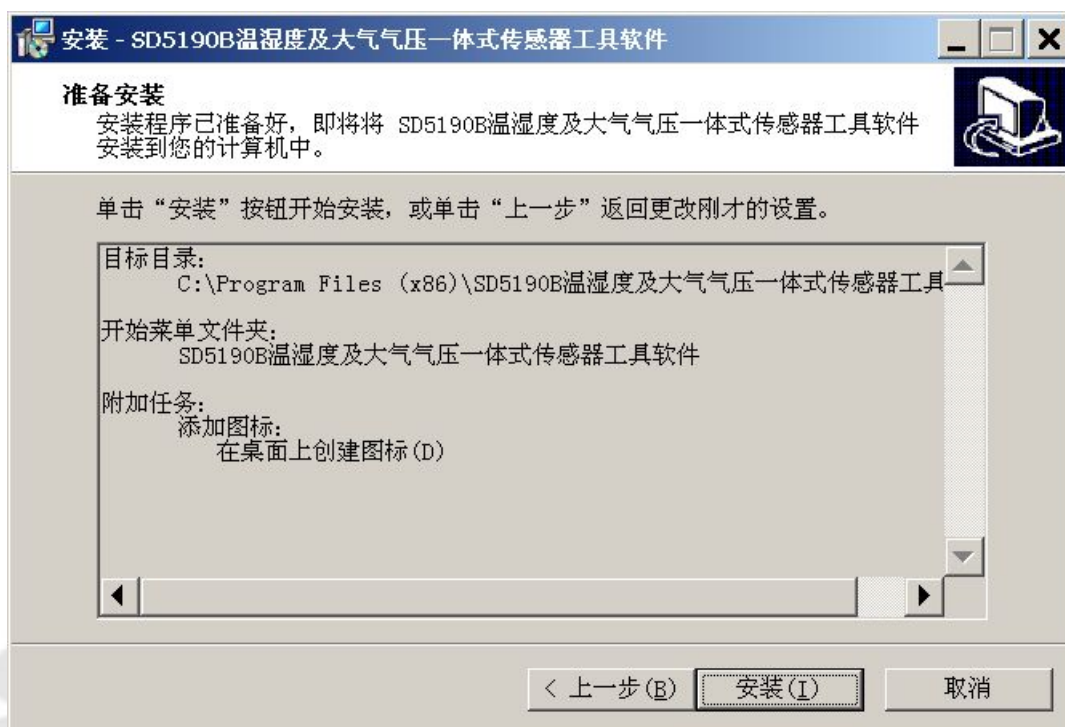 安装 - SD5190B温湿度及大气气压一体式传感器工具软件
准备安装
安装程序已准备好，即将将 SD5190B温湿度及大气气压一体式传感器工具软件
安装到您的计算机中。
单击“安装”按钮开始安装，或单击“上一步”返回更改刚才的设置。
目标目录：
C:\Program Files (x86)\SD5190B温湿度及大气气压一体式传感器工具
开始菜单文件夹：
SD5190B温湿度及大气气压一体式传感器工具软件
附加任务：
添加图标：
在桌面上创建图标(D)
< 上一步(B) 安装(I) 取消